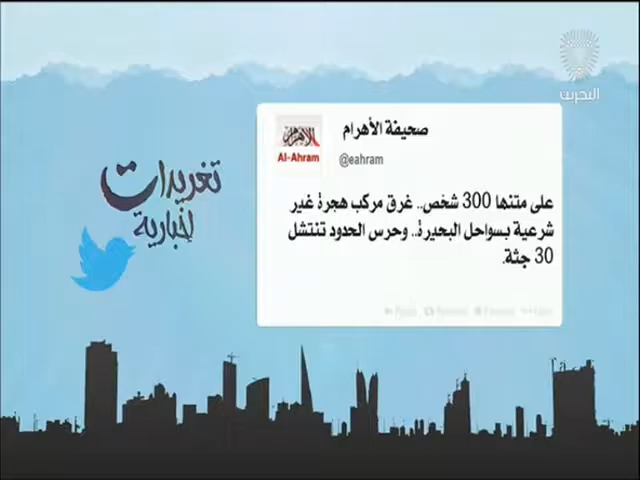 البحرين
صحيفة الأهرام
الأهرام
Al-Ahram
@eahram
تغريدات
إخبارية
على متنها 300 شخص.. غرق مركب هجرة غير
شرعية بسواحل البحيرة.. وحرس الحدود تنتشل
30 جثة.